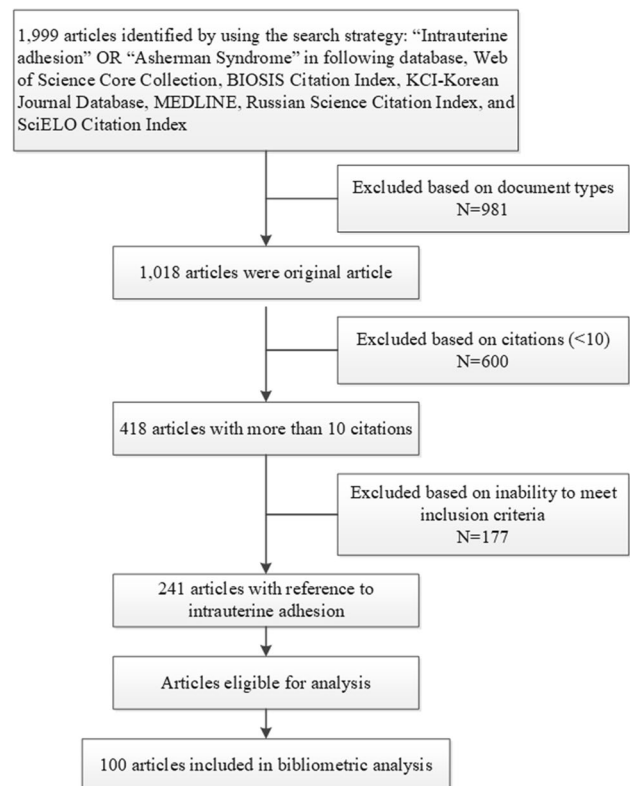 1,999 articles identified by using the search strategy: “Intrauterine
adhesion” OR “Asherman Syndrome” in following database, Web
of Science Core Collection, BIOSIS Citation Index, KCI-Korean
Journal Database, MEDLINE, Russian Science Citation Index, and
SciELO Citation Index
Excluded based on document types
N=981
1,018 articles were original article
Excluded based on citations (<10)
N=600
418 articles with more than 10 citations
Excluded based on inability to meet
inclusion criteria
N=177
241 articles with reference to
intrauterine adhesion
Articles eligible for analysis
100 articles included in bibliometric analysis